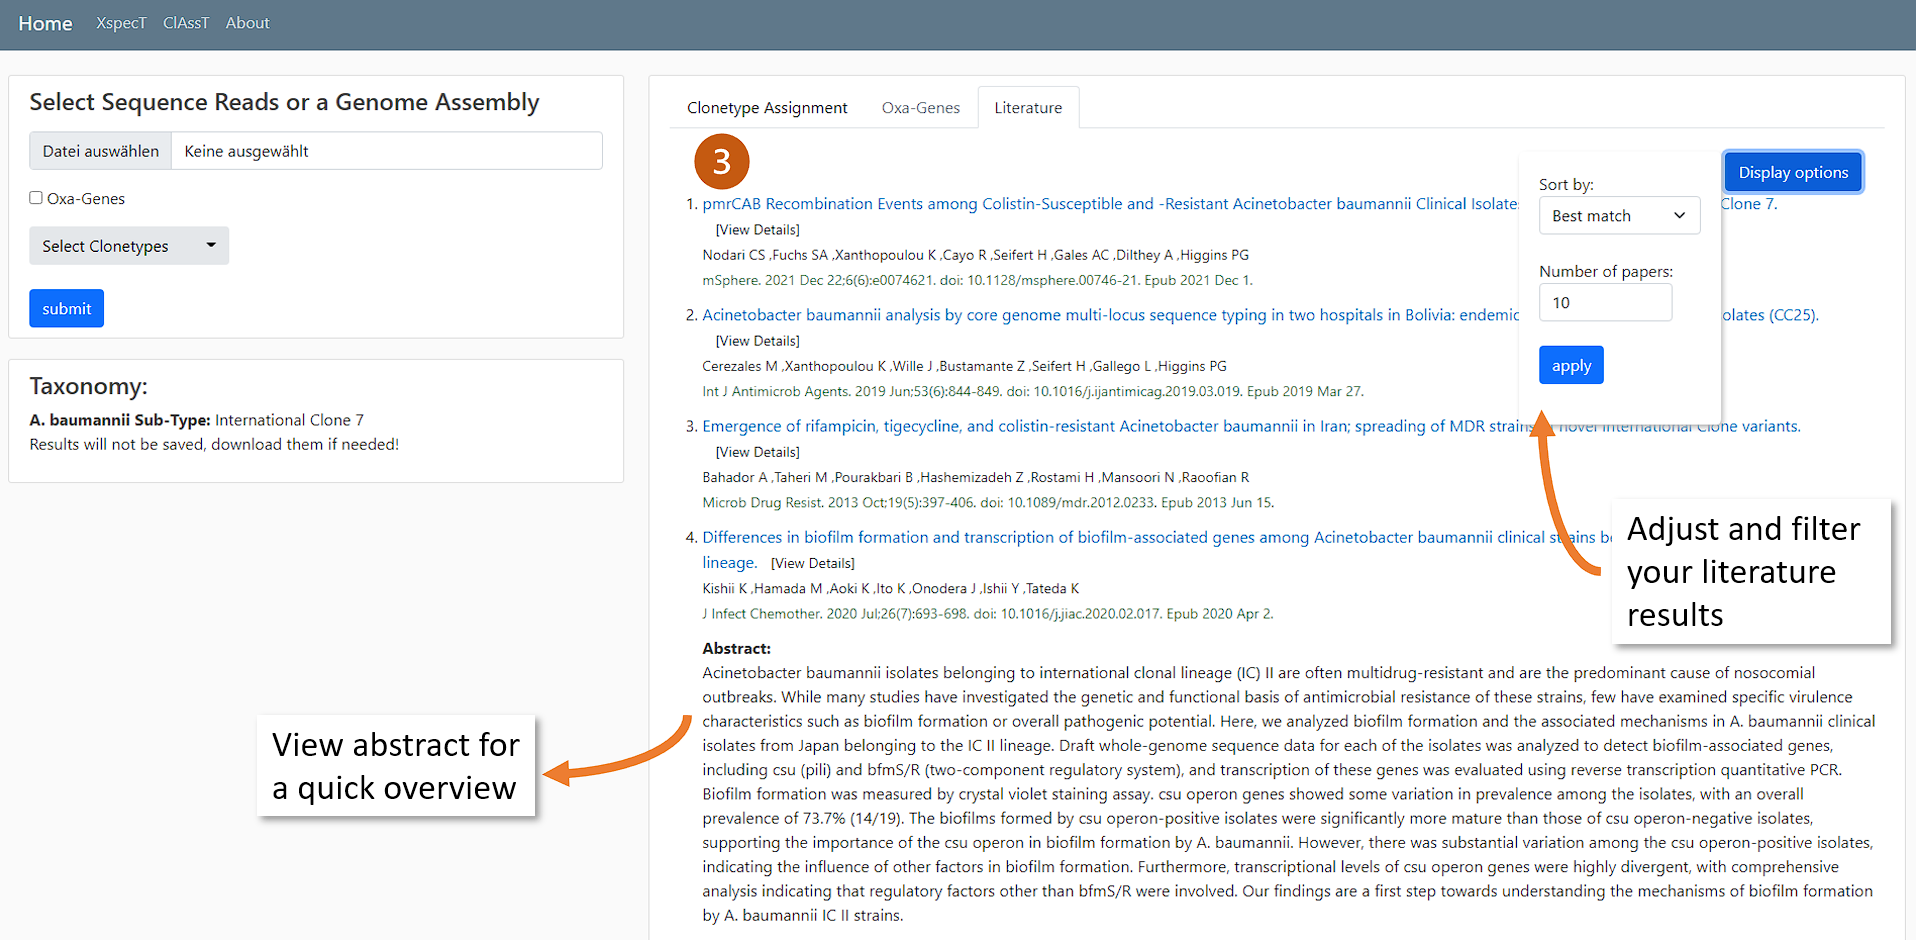 Home XspecT ClAssT About
Select Sequence Reads or a Genome Assembly
Datei auswählen Keine ausgewählt
Oxa-Genes
Select Clonetypes
submit
Taxonomy:
A. baumannii Sub-Type: International Clone 7
Results will not be saved, download them if needed!
View abstract for
a quick overview
Clonetype Assignment Oxa-Genes Literature
3
Display options
Sort by:
Best match
Number of papers:
10
apply
1. pmrCAB Recombination Events among Colistin-Susceptible and -Resistant Acinetobacter baumannii Clinical Clone 7.
[View Details]
Nodari CS ,Fuchs SA ,Xanthopoulou K ,Cayo R ,Seifert H ,Gales AC ,Dilthey A ,Higgins PG
mSphere. 2021 Dec 22;6(6):e0074621. doi: 10.1128/msphere.00746-21. Epub 2021 Dec 1.
2. Acinetobacter baumannii analysis by core genome multi-locus sequence typing in two hospitals in Bolivia: (CC25).
[View Details]
Cerezales M ,Xanthopoulou K ,Wille J ,Bustamante Z ,Seifert H ,Gallego L ,Higgins PG
Int J Antimicrob Agents. 2019 Jun;53(6):844-849. doi: 10.1016/j.ijantimicag.2019.03.019. Epub 2019 Mar 27.
3. Emergence of rifampicin, tigecycline, and colistin-resistant Acinetobacter baumannii in Iran; spreading of MDR strains novel International Clone variants.
[View Details]
Bahador A ,Taheri M ,Pourakbari B ,Hashemizadeh Z ,Rostami H ,Mansoori N ,Raoofian R
Microb Drug Resist. 2013 Oct;19(5):397-406. doi: 10.1089/mdr.2012.0233. Epub 2013 Jun 15.
4. Differences in biofilm formation and transcription of biofilm-associated genes among Acinetobacter baumannii clinical strains
lineage. [View Details]
Kishii K ,Hamada M ,Aoki K ,Ito K ,Onodera J ,Ishii Y ,Tateda K
J Infect Chemother. 2020 Jul;26(7):693-698. doi: 10.1016/j.jiac.2020.02.017. Epub 2020 Apr 2.
Adjust and filter
your literature
results
Abstract:
Acinetobacter baumannii isolates belonging to international clonal lineage (IC) II are often multidrug-resistant and are the predominant cause of nosocomial
outbreaks. While many studies have investigated the genetic and functional basis of antimicrobial resistance of these strains, few have examined specific virulence
characteristics such as biofilm formation or overall pathogenic potential. Here, we analyzed biofilm formation and the associated mechanisms in A. baumannii clinical
isolates from Japan belonging to the IC II lineage. Draft whole-genome sequence data for each of the isolates was analyzed to detect biofilm-associated genes,
including csu (pili) and bfmS/R (two-component regulatory system), and transcription of these genes was evaluated using reverse transcription quantitative PCR.
Biofilm formation was measured by crystal violet staining assay. csu operon genes showed some variation in prevalence among the isolates, with an overall
prevalence of 73.7% (14/19). The biofilms formed by csu operon-positive isolates were significantly more mature than those of csu operon-negative isolates,
supporting the importance of the csu operon in biofilm formation by A. baumannii. However, there was substantial variation among the csu operon-positive isolates,
indicating the influence of other factors in biofilm formation. Furthermore, transcriptional levels of csu operon genes were highly divergent, with comprehensive
analysis indicating that regulatory factors other than bfmS/R were involved. Our findings are a first step towards understanding the mechanisms of biofilm formation
by A. baumannii IC II strains.